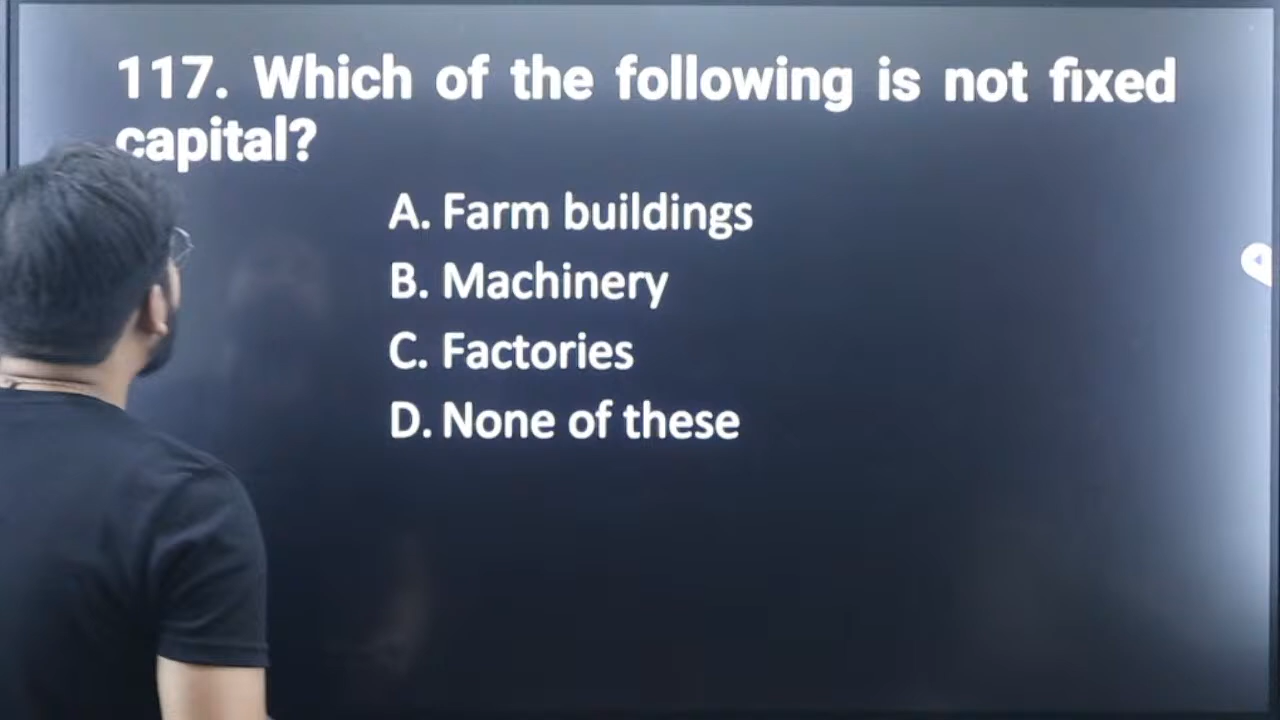 117. Which of the following is not fixed
capital?
A. Farm buildings
B. Machinery
C. Factories
D. None of these